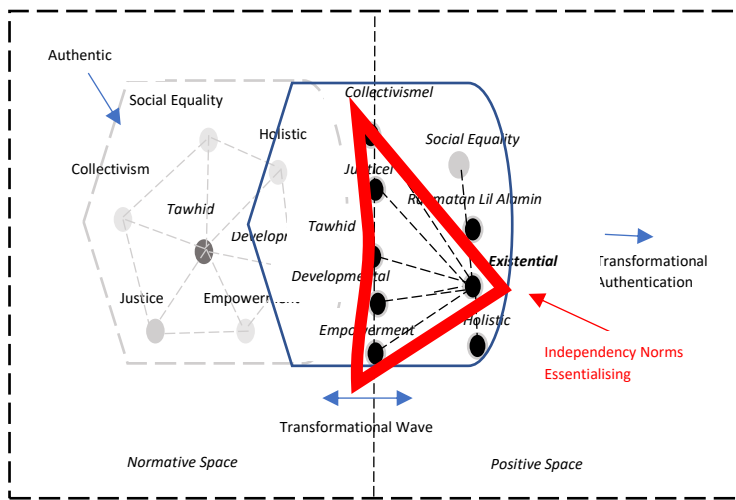 Authentic
Social Equality
Collectivism
Holistic
Tawhid
Justice
Collectivismel
Justicel
Social Equality
Rahmatan Lil Alamin
Tawhid
Existential
Developmental
Empowerment
Holistic
Transformational
Authentication
Independency Norms
Essentialising
Transformational Wave
Normative Space
Positive Space